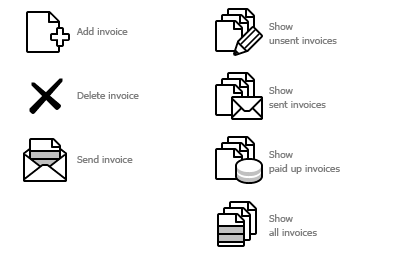 Add invoice
Delete invoice
Send invoice
Show
unsent invoices
Show
sent invoices
Show
paid up invoices
Show
all invoices